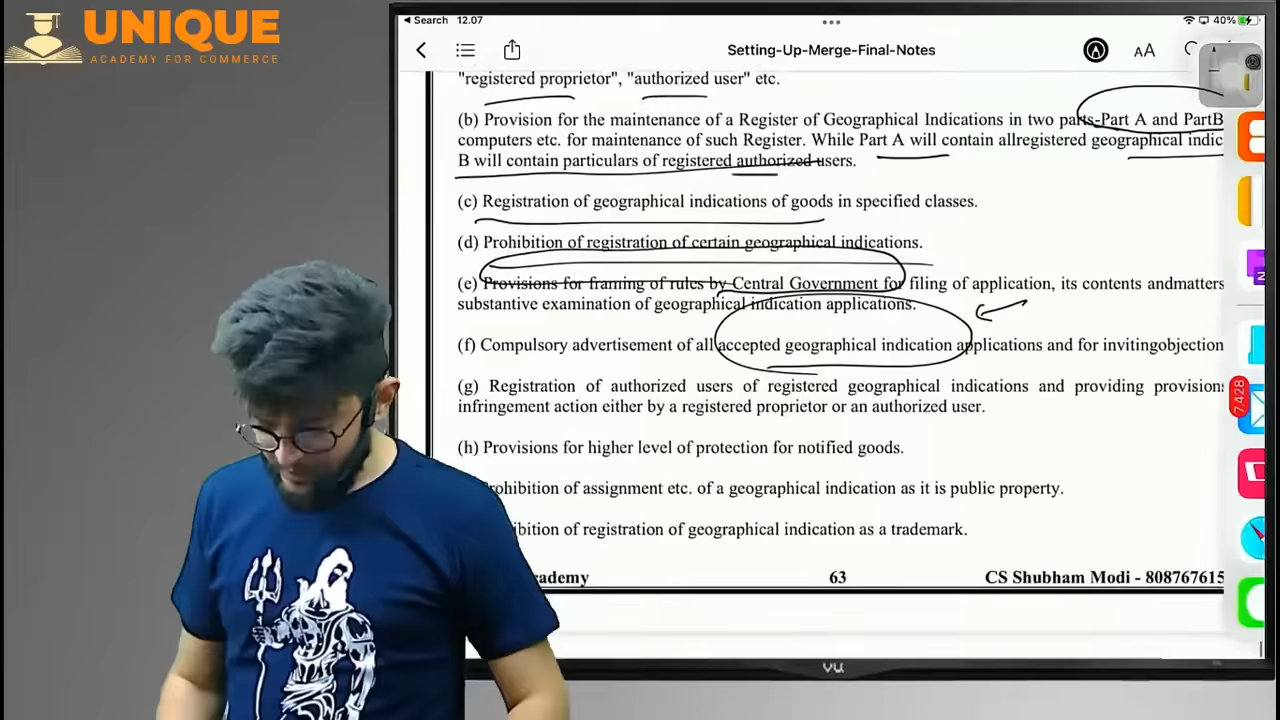 UNIQUE
ACADEMY FOR COMMERCE
Search 12.07
40%
Setting-Up-Merge-Final-Notes
AA
"registered proprietor", "authorized user" etc.
(b) Provision for the maintenance of a Register of Geographical Indications in two parts-Part A and PartB
computers etc. for maintenance of such Register. While Part A will contain allregistered geographical indic
B will contain particulars of registered authorized users.
(c) Registration of geographical indications of goods in specified classes.
(d) Prohibition of registration of certain geographical indications.
(e) Provisions for framing of rules by Central Government for filing of application, its contents andmatters
substantive examination of geographical indication applications.
(f) Compulsory advertisement of all accepted geographical indication applications and for invitingobjection
(g) Registration of authorized users of registered geographical indications and providing provisions
infringement action either by a registered proprietor or an authorized user.
(h) Provisions for higher level of protection for notified goods.
rohibition of assignment etc. of a geographical indication as it is public property.
ibition of registration of geographical indication as a trademark.
cademy 63 CS Shubham Modi - 808767615
7.428
VU